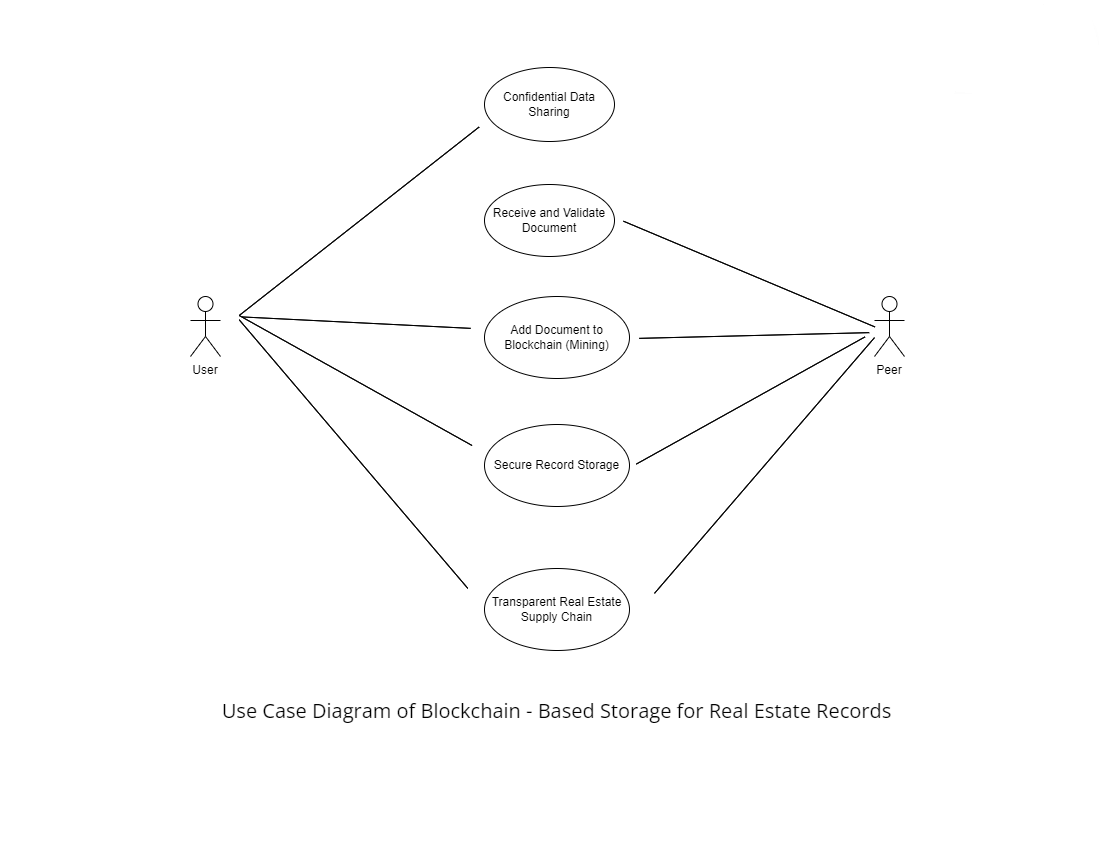 Confidential Data
Sharing
Receive and Validate
Document
Add Document to
Blockchain (Mining)
User
Peer
Secure Record Storage
Transparent Real Estate
Supply Chain
Use Case Diagram of Blockchain - Based Storage for Real Estate Records